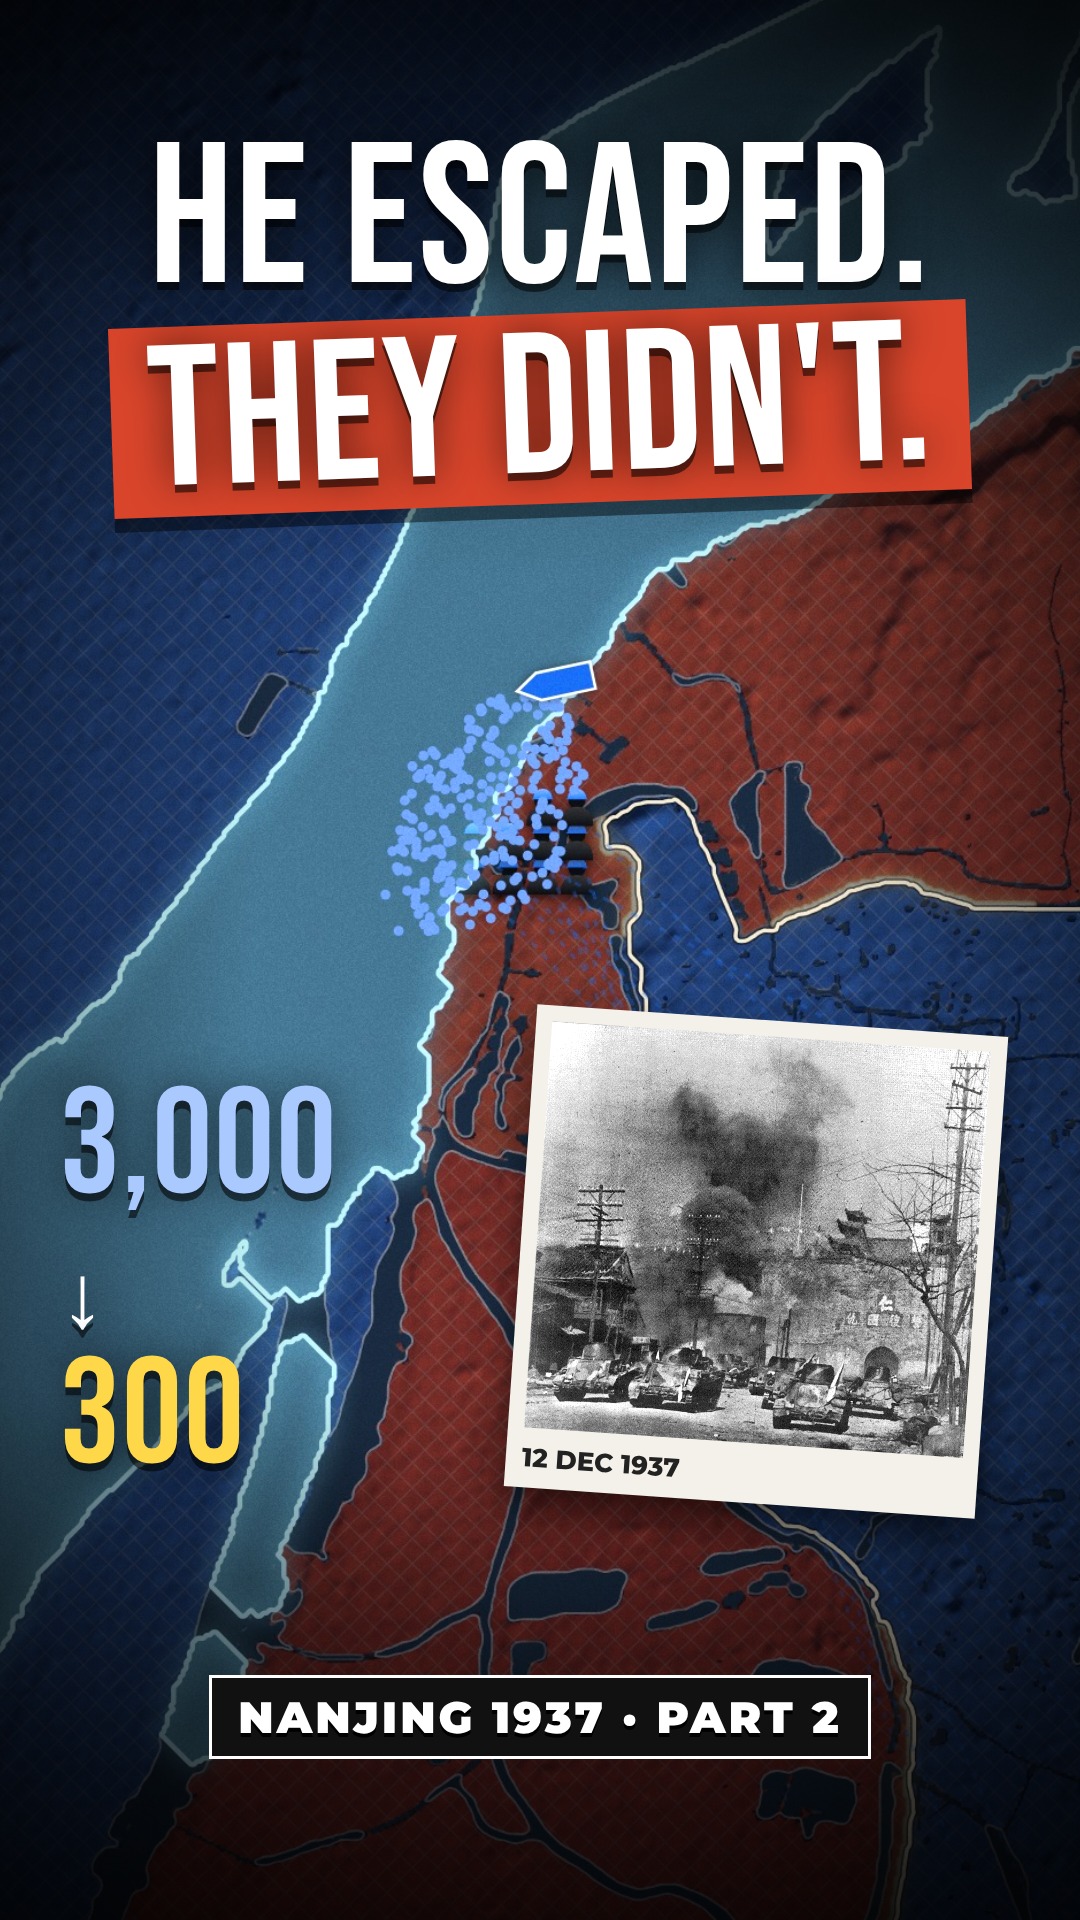 HE ESCAPED.
THEY DIDN'T.
3,000
↓
300
12 DEC 1937
NANJING 1937 • PART 2